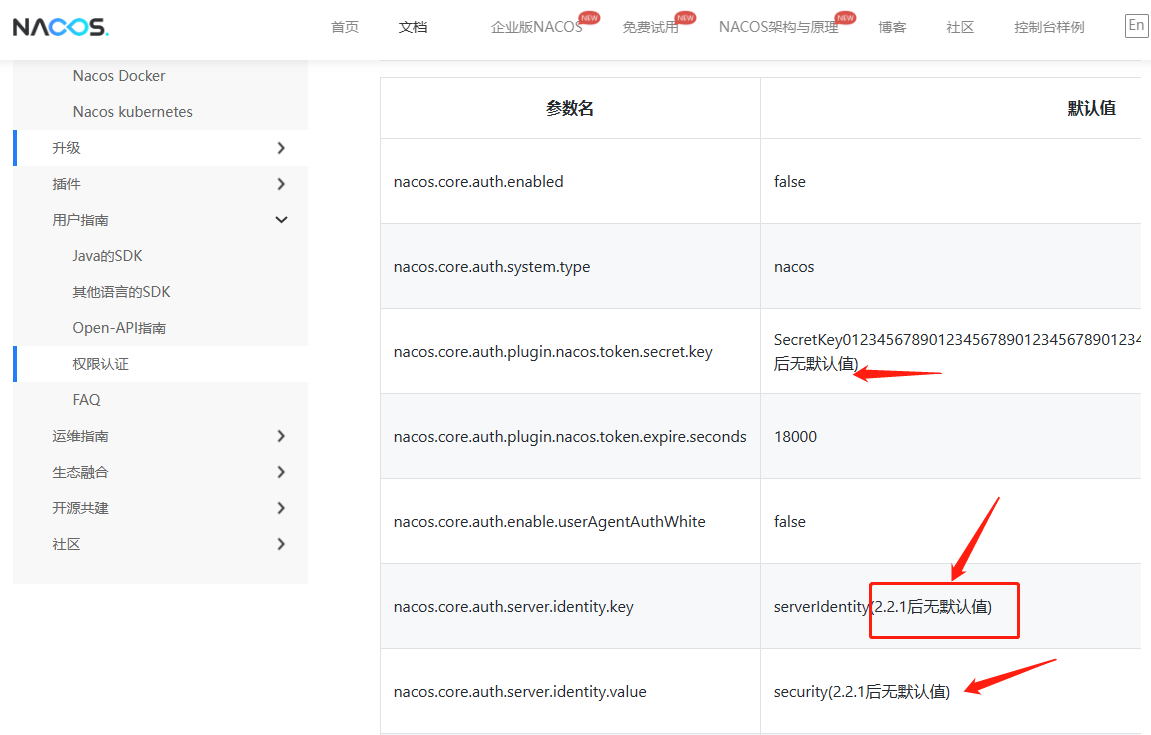 NACOS.
首页
文档
企业版NACOS NEW
免费试用 NEW
NACOS架构与原理 NEW
博客
社区
控制台样例
En
Nacos Docker
Nacos kubernetes
升级
插件
用户指南
Java的SDK
其他语言的SDK
Open-API指南
权限认证
FAQ
运维指南
生态融合
开源共建
社区
参数名 默认值
nacos.core.auth.enabled false
nacos.core.auth.system.type nacos
nacos.core.auth.plugin.nacos.token.secret.key SecretKey01234567890123456789012345678901234
后无默认值)
nacos.core.auth.plugin.nacos.token.expire.seconds 18000
nacos.core.auth.enable.userAgentAuthWhite false
nacos.core.auth.server.identity.key serverIdentity(2.2.1后无默认值)
nacos.core.auth.server.identity.value security(2.2.1后无默认值)